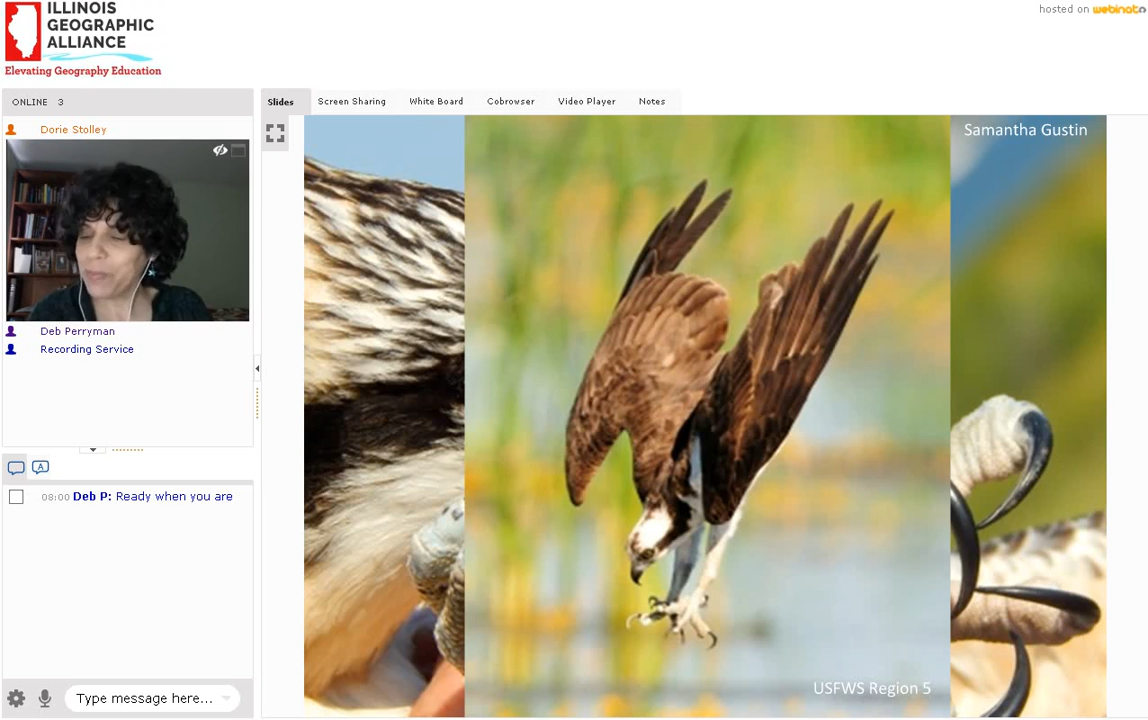 ILLINOIS
GEOGRAPHIC
ALLIANCE
Elevating Geography Education
hosted on webinato
ONLINE 3
Dorie Stolley
Deb Perryman
Recording Service
A
08:00 Deb P: Ready when you are
Type message here...
Slides Screen Sharing White Board Cobrowser Video Player Notes
Samantha Gustin
USFWS Region 5